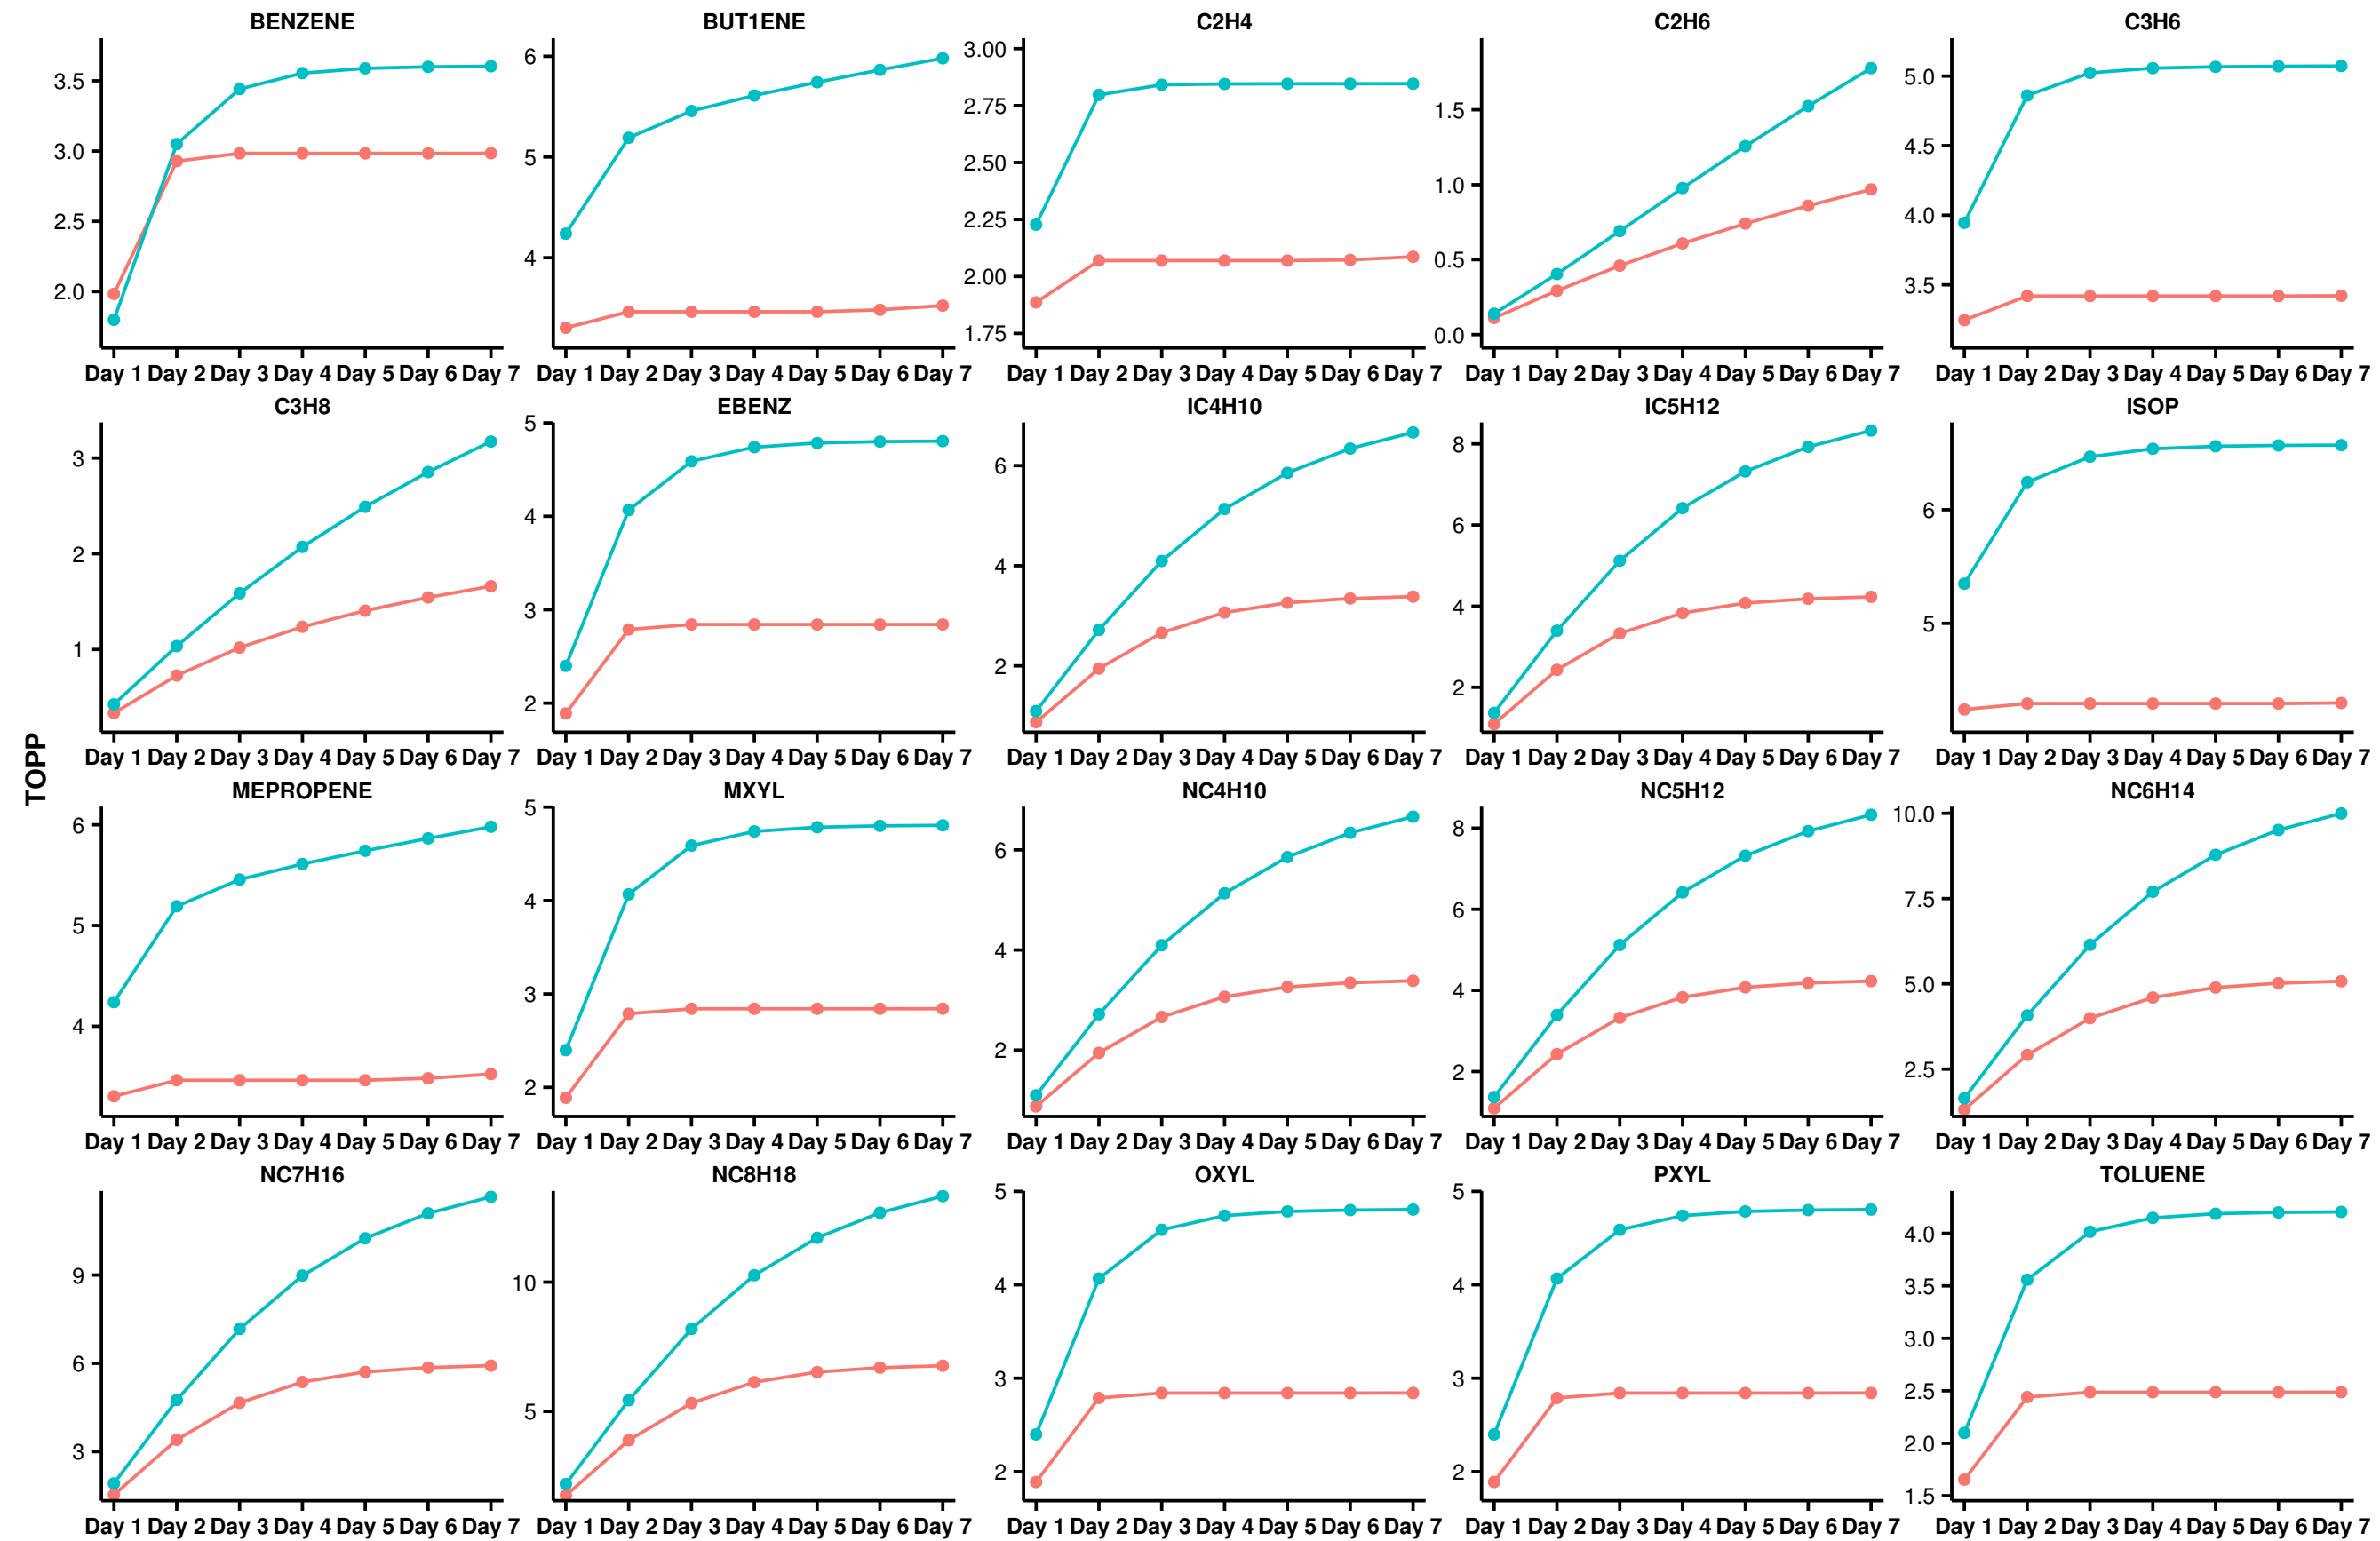 BENZENE BUT1ENE C2H4 C2H6 C3H6
3.5 3.0 2.5 2.0
6 5 4
3.00 2.75 2.50 2.25 2.00 1.75
1.5 1.0 0.5 0.0
5.0 4.5 4.0 3.5
Day 1 Day 2 Day 3 Day 4 Day 5 Day 6 Day 7 Day 1 Day 2 Day 3 Day 4 Day 5 Day 6 Day 7 Day 1 Day 2 Day 3 Day 4 Day 5 Day 6 Day 7 Day 1 Day 2 Day 3 Day 4 Day 5 Day 6 Day 7 Day 1 Day 2 Day 3 Day 4 Day 5 Day 6 Day 7
C3H8 EBENZ IC4H10 IC5H12 ISOP
3 2 1
5 4 3 2
6 4 2
8 6 4 2
6 5
Day 1 Day 2 Day 3 Day 4 Day 5 Day 6 Day 7 Day 1 Day 2 Day 3 Day 4 Day 5 Day 6 Day 7 Day 1 Day 2 Day 3 Day 4 Day 5 Day 6 Day 7 Day 1 Day 2 Day 3 Day 4 Day 5 Day 6 Day 7 Day 1 Day 2 Day 3 Day 4 Day 5 Day 6 Day 7
TOPP
MEPROPENE MXYL NC4H10 NC5H12 NC6H14
6 5 4
5 4 3 2
6 4 2
8 6 4 2
10.0 7.5 5.0 2.5
Day 1 Day 2 Day 3 Day 4 Day 5 Day 6 Day 7 Day 1 Day 2 Day 3 Day 4 Day 5 Day 6 Day 7 Day 1 Day 2 Day 3 Day 4 Day 5 Day 6 Day 7 Day 1 Day 2 Day 3 Day 4 Day 5 Day 6 Day 7 Day 1 Day 2 Day 3 Day 4 Day 5 Day 6 Day 7
NC7H16 NC8H18 OXYL PXYL TOLUENE
9 6 3
10 5
5 4 3 2
5 4 3 2
4.0 3.5 3.0 2.5 2.0 1.5
Day 1 Day 2 Day 3 Day 4 Day 5 Day 6 Day 7 Day 1 Day 2 Day 3 Day 4 Day 5 Day 6 Day 7 Day 1 Day 2 Day 3 Day 4 Day 5 Day 6 Day 7 Day 1 Day 2 Day 3 Day 4 Day 5 Day 6 Day 7 Day 1 Day 2 Day 3 Day 4 Day 5 Day 6 Day 7